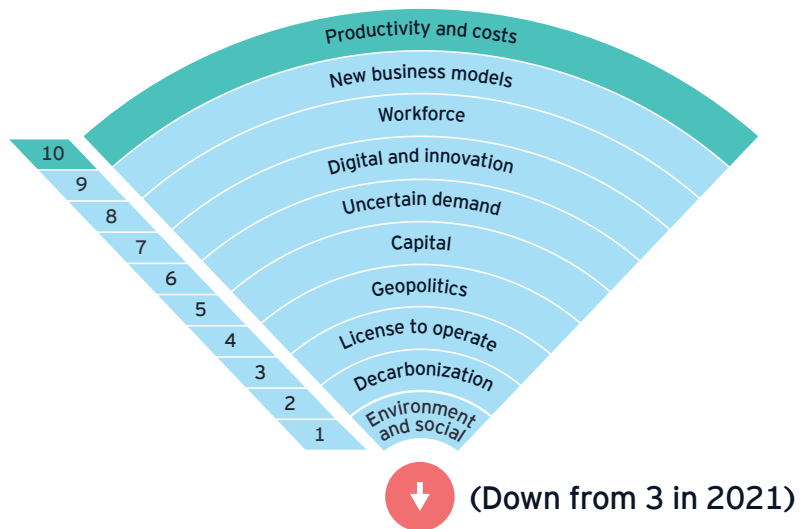 Productivity and costs
New business models
Workforce
Digital and innovation
Uncertain demand
Capital
Geopolitics
License to operate
Decarbonization
Environment
and social
10
9
8
7
6
5
4
3
2
1
(Down from 3 in 2021)